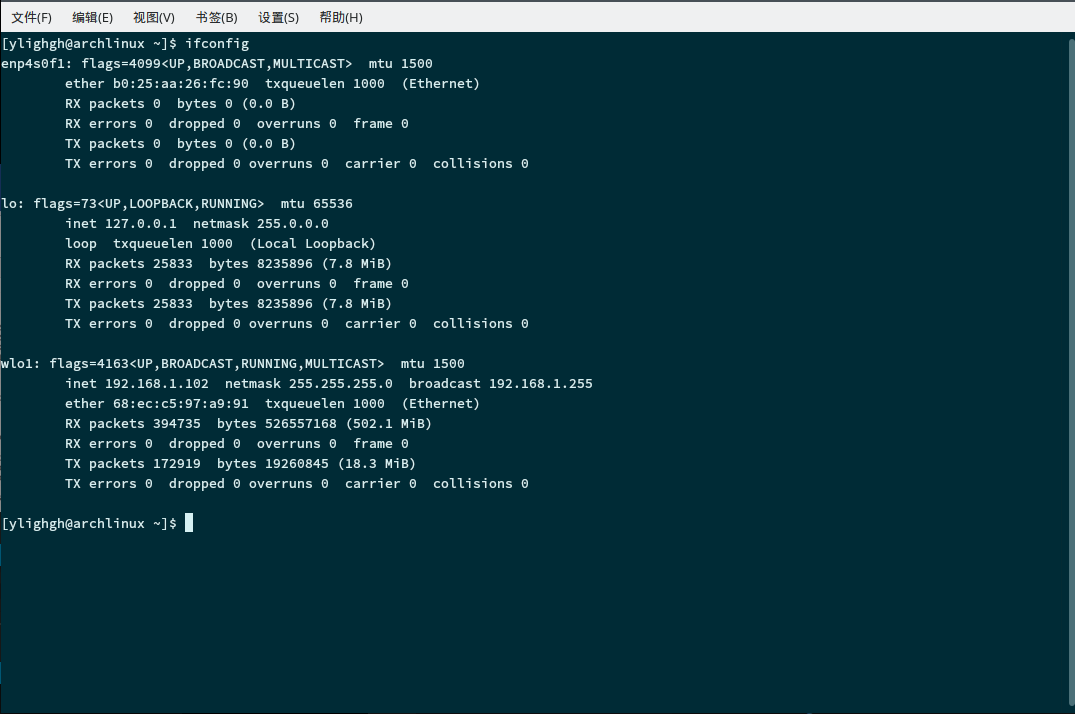 文件(F) 编辑(E) 视图(V) 书签(B) 设置(S) 帮助(H)
[ylighgh@archlinux ~]$ ifconfig
enp4s0f1: flags=4099<UP,BROADCAST,MULTICAST>  mtu 1500
        ether b0:25:aa:26:fc:90  txqueuelen 1000  (Ethernet)
        RX packets 0  bytes 0 (0.0 B)
        RX errors 0  dropped 0  overruns 0  frame 0
        TX packets 0  bytes 0 (0.0 B)
        TX errors 0  dropped 0 overruns 0  carrier 0  collisions 0

lo: flags=73<UP,LOOPBACK,RUNNING>  mtu 65536
        inet 127.0.0.1  netmask 255.0.0.0
        loop  txqueuelen 1000  (Local Loopback)
        RX packets 25833  bytes 8235896 (7.8 MiB)
        RX errors 0  dropped 0  overruns 0  frame 0
        TX packets 25833  bytes 8235896 (7.8 MiB)
        TX errors 0  dropped 0 overruns 0  carrier 0  collisions 0

wlo1: flags=4163<UP,BROADCAST,RUNNING,MULTICAST>  mtu 1500
        inet 192.168.1.102  netmask 255.255.255.0  broadcast 192.168.1.255
        ether 68:ec:c5:97:a9:91  txqueuelen 1000  (Ethernet)
        RX packets 394735  bytes 526557168 (502.1 MiB)
        RX errors 0  dropped 0  overruns 0  frame 0
        TX packets 172919  bytes 19260845 (18.3 MiB)
        TX errors 0  dropped 0 overruns 0  carrier 0  collisions 0

[ylighgh@archlinux ~]$